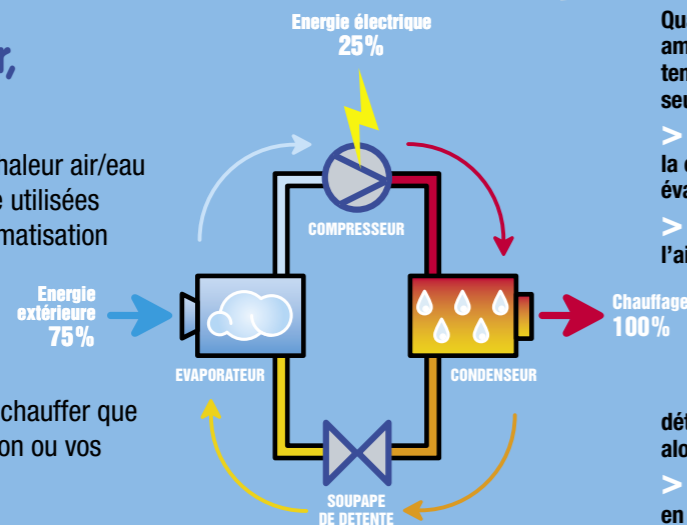 r,
haleur air/eau
utilisées
matisation
chauffer que
on ou vos
Energie électrique
25%
COMPRESSEUR
Energie
extérieure
75%
EVAPORATEUR
CONDENSEUR
Chauffage
100%
SOUPAPE
DE DETENTE
Qu
am
ten
seu
>
la
éva
>
l'ai
dét
alo
>
en